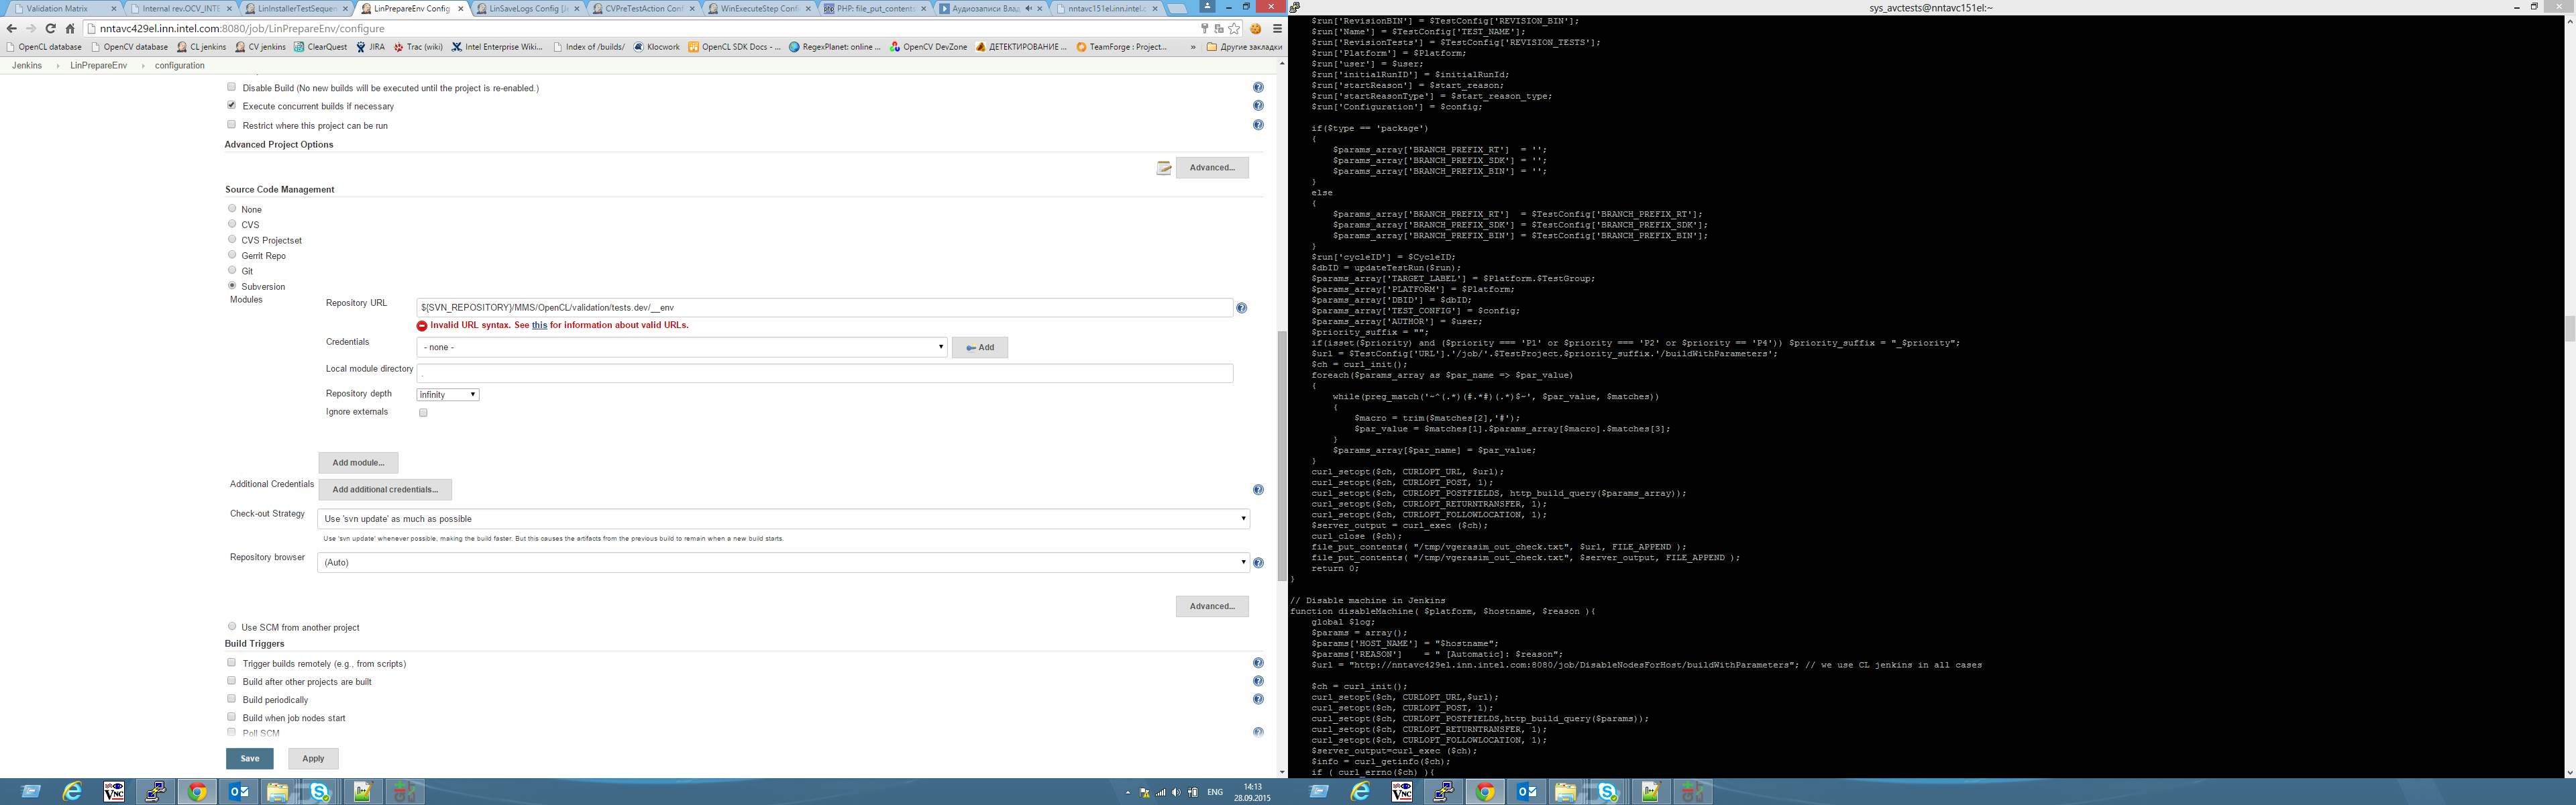 Validation Matrix
Internal rev.OCV_INTE
LinInstallerTestSequen
LinPrepareEnv Config
LinSaveLogs Config [Je
CVPreTestAction Conf
WinExecuteStep Confi
PHP: file_put_contents
Аудиозаписи Влад
nntavc151el.inn.intel.c
nntavc429el.inn.intel.com:8080/job/LinPrepareEnv/configure
OpenCL database
OpenCV database
CL jenkins
CV jenkins
ClearQuest
JIRA
Trac (wiki)
Intel Enterprise Wiki...
Index of /builds/
Klocwork
OpenCL SDK Docs - ...
RegexPlanet: online ...
OpenCV DevZone
ДЕТЕКТИРОВАНИЕ ...
TeamForge : Project...
»
Другие закладки
Jenkins
LinPrepareEnv
configuration
Disable Build (No new builds will be executed until the project is re-enabled.)
Execute concurrent builds if necessary
Restrict where this project can be run
Advanced Project Options
Advanced...
Source Code Management
None
CVS
CVS Projectset
Gerrit Repo
Git
Subversion
Modules
Repository URL
${SVN_REPOSITORY}/MMS/OpenCL/validation/tests.dev/__env
Invalid URL syntax. See this for information about valid URLs.
Credentials
- none -
Add
Local module directory
.
Repository depth
infinity
Ignore externals
Add module...
Additional Credentials
Add additional credentials...
Check-out Strategy
Use 'svn update' as much as possible
Use 'svn update' whenever possible, making the build faster. But this causes the artifacts from the previous build to remain when a new build starts.
Repository browser
(Auto)
Advanced...
Use SCM from another project
Build Triggers
Trigger builds remotely (e.g., from scripts)
Build after other projects are built
Build periodically
Build when job nodes start
Poll SCM
Save
Apply
ENG
14:13
28.09.2015
sys_avctests@nntavc151el:~
$run['RevisionBIN'] = $TestConfig['REVISION_BIN'];
$run['Name'] = $TestConfig['TEST_NAME'];
$run['RevisionTests'] = $TestConfig['REVISION_TESTS'];
$run['Platform'] = $Platform;
$run['user'] = $user;
$run['initialRunID'] = $initialRunId;
$run['startReason'] = $start_reason;
$run['startReasonType'] = $start_reason_type;
$run['Configuration'] = $config;
if($type == 'package')
{
$params_array['BRANCH_PREFIX_RT']  = '';
$params_array['BRANCH_PREFIX_SDK'] = '';
$params_array['BRANCH_PREFIX_BIN'] = '';
}
else
{
$params_array['BRANCH_PREFIX_RT']  = $TestConfig['BRANCH_PREFIX_RT'];
$params_array['BRANCH_PREFIX_SDK'] = $TestConfig['BRANCH_PREFIX_SDK'];
$params_array['BRANCH_PREFIX_BIN'] = $TestConfig['BRANCH_PREFIX_BIN'];
}
$run['cycleID'] = $CycleID;
$dbID = updateTestRun($run);
$params_array['TARGET_LABEL'] = $Platform.$TestGroup;
$params_array['PLATFORM'] = $Platform;
$params_array['DBID'] = $dbID;
$params_array['TEST_CONFIG'] = $config;
$params_array['AUTHOR'] = $user;
$priority_suffix = "";
if(isset($priority) and ($priority === 'P1' or $priority === 'P2' or $priority == 'P4')) $priority_suffix = "_$priority";
$url = $TestConfig['URL'].'/job/'.$TestProject.$priority_suffix.'/buildWithParameters';
$ch = curl_init();
foreach($params_array as $par_name => $par_value)
{
while(preg_match('~^(.*)(#.*#)(.*)$~', $par_value, $matches))
{
$macro = trim($matches[2],'#');
$par_value = $matches[1].$params_array[$macro].$matches[3];
}
$params_array[$par_name] = $par_value;
}
curl_setopt($ch, CURLOPT_URL, $url);
curl_setopt($ch, CURLOPT_POST, 1);
curl_setopt($ch, CURLOPT_POSTFIELDS, http_build_query($params_array));
curl_setopt($ch, CURLOPT_RETURNTRANSFER, 1);
curl_setopt($ch, CURLOPT_FOLLOWLOCATION, 1);
$server_output = curl_exec ($ch);
curl_close ($ch);
file_put_contents( "/tmp/vgerasim_out_check.txt", $url, FILE_APPEND );
file_put_contents( "/tmp/vgerasim_out_check.txt", $server_output, FILE_APPEND );
return 0;
}
// Disable machine in Jenkins
function disableMachine( $platform, $hostname, $reason ){
global $log;
$params = array();
$params['HOST_NAME'] = "$hostname";
$params['REASON']    = " [Automatic]: $reason";
$url = "http://nntavc429el.inn.intel.com:8080/job/DisableNodesForHost/buildWithParameters"; // we use CL jenkins in all cases
$ch = curl_init();
curl_setopt($ch, CURLOPT_URL,$url);
curl_setopt($ch, CURLOPT_POST, 1);
curl_setopt($ch, CURLOPT_POSTFIELDS,http_build_query($params));
curl_setopt($ch, CURLOPT_RETURNTRANSFER, 1);
curl_setopt($ch, CURLOPT_FOLLOWLOCATION, 1);
$server_output=curl_exec ($ch);
$info = curl_getinfo($ch);
if ( curl_errno($ch) ){
ENG
14:13
28.09.2015